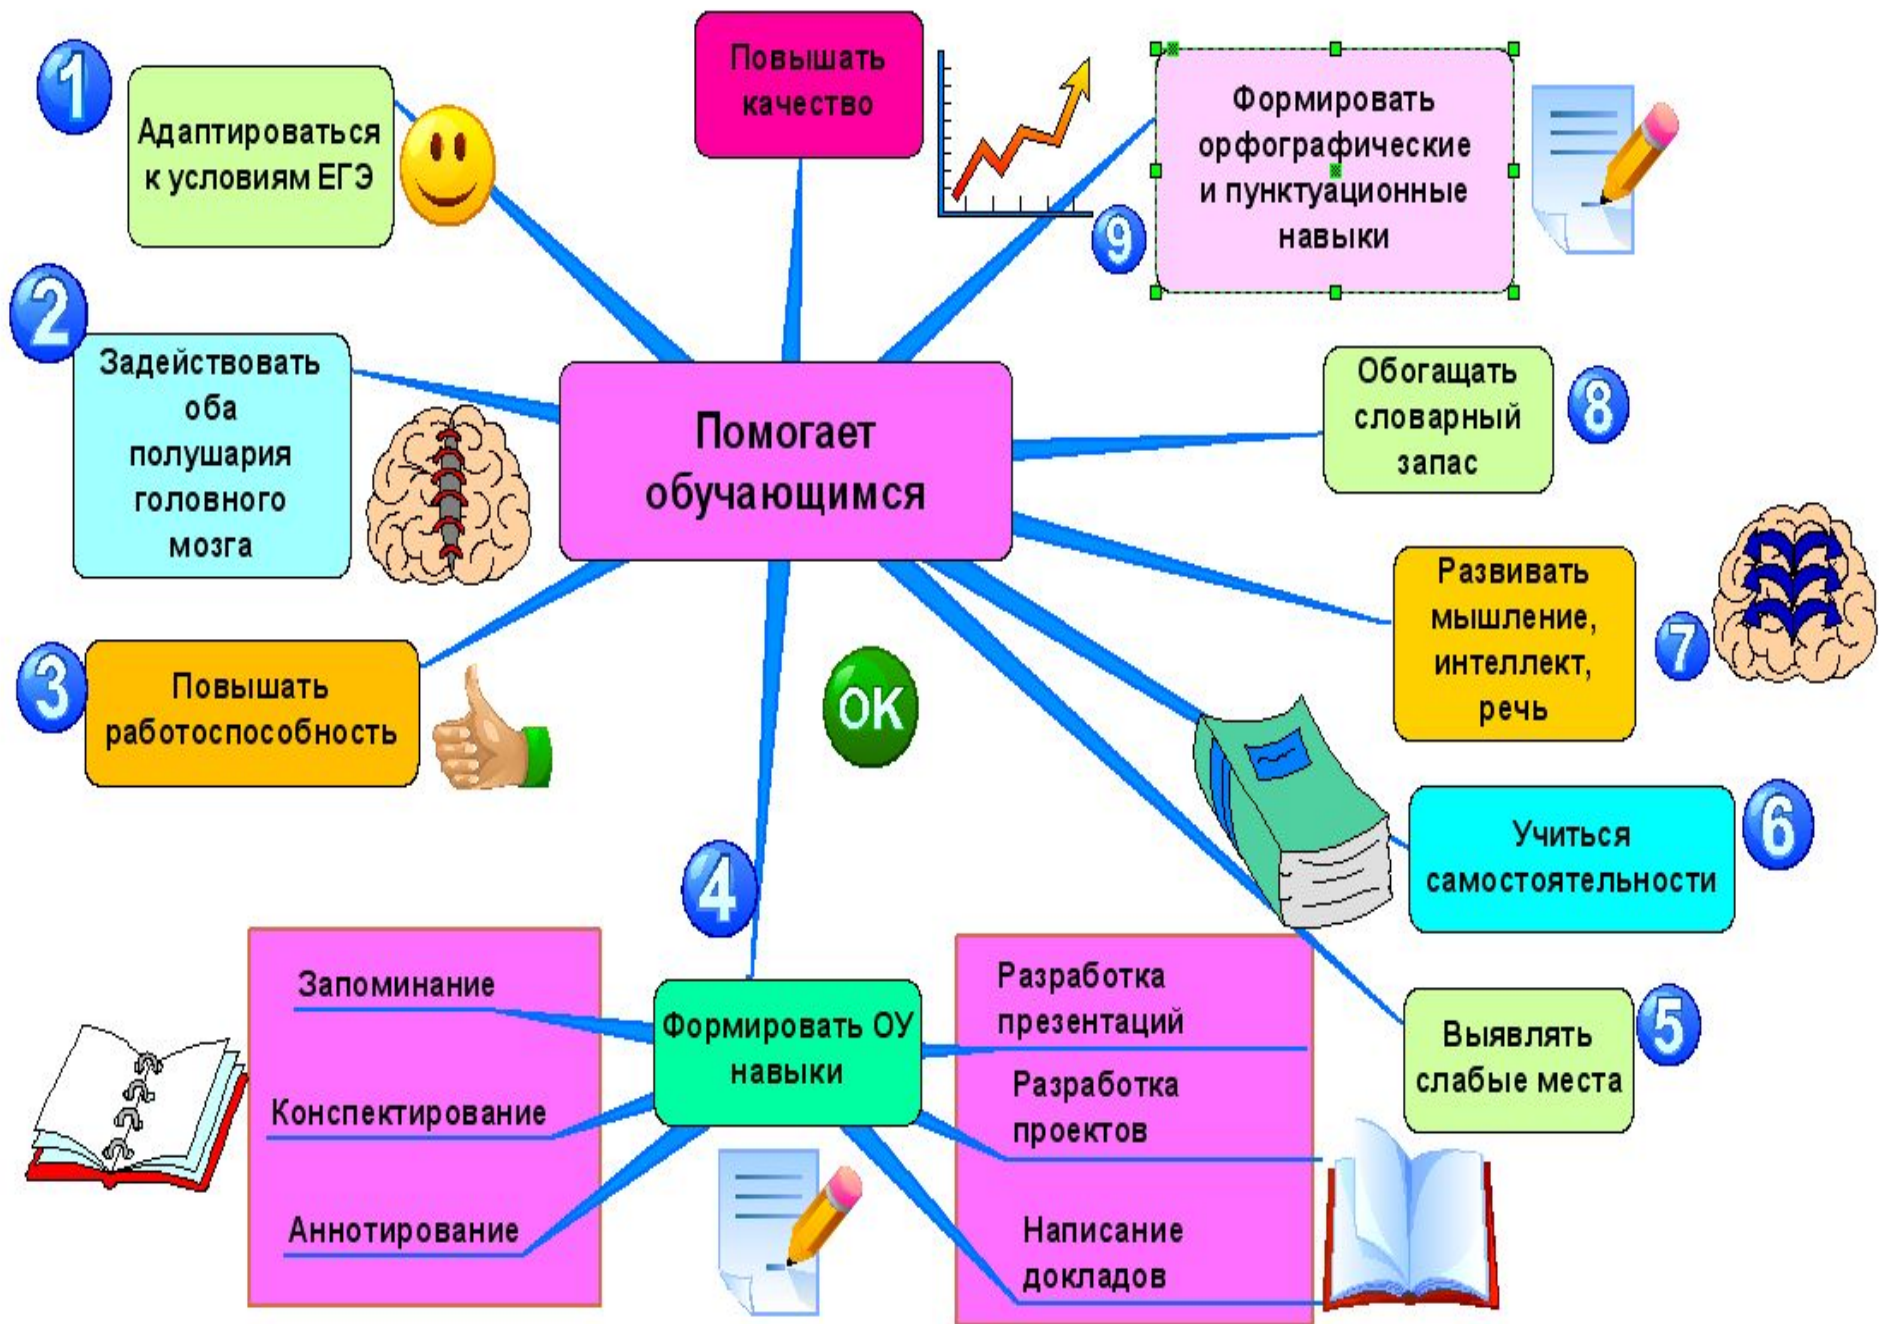 1
Адаптироваться
к условиям ЕГЭ
Повышать
качество
9
Формировать
орфографические
и пунктуационные
навыки
2
Задействовать
оба
полушария
головного
мозга
Помогает
обучающимся
Обогащать
словарный
запас
8
3
Повышать
работоспособность
OK
Развивать
мышление,
интеллект,
речь
7
Учиться
самостоятельности
6
4
Формировать ОУ
навыки
Запоминание
Конспектирование
Аннотирование
Разработка
презентаций
Разработка
проектов
Написание
докладов
Выявлять
слабые места
5